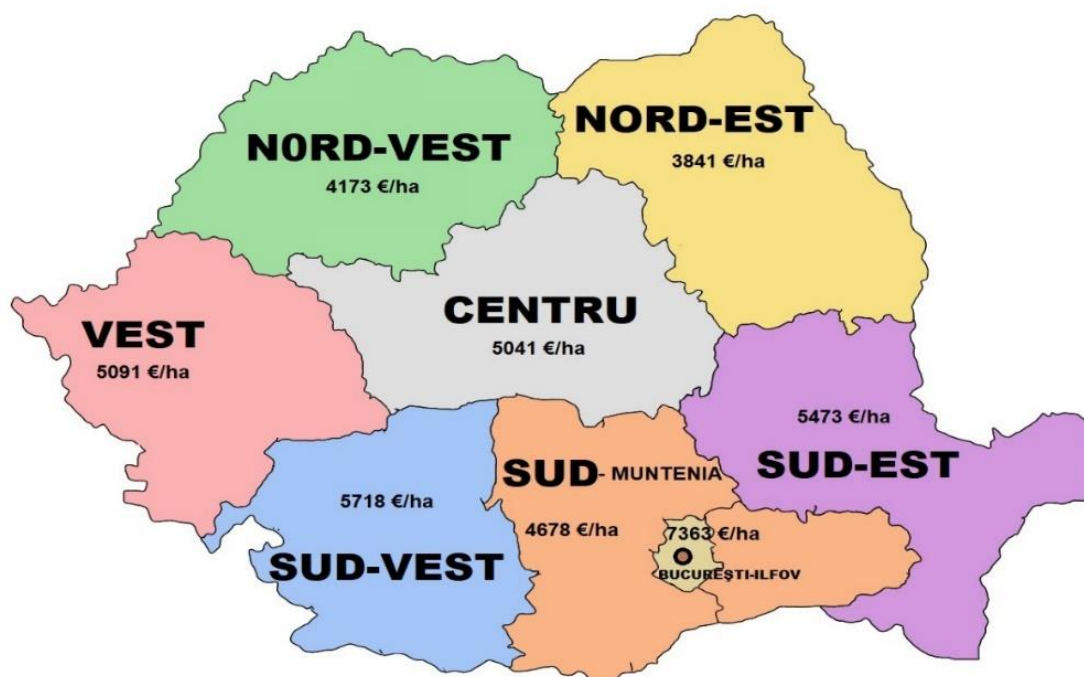 NORD-EST
3841 €/ha
N0RD-VEST
4173 €/ha
CENTRU
5041 €/ha
VEST
5091 €/ha
5473 €/ha
SUD-EST
SUD- MUNTENIA
4678 €/ha
5718 €/ha
SUD-VEST
7363 €/ha
BUCUREŞTI-ILFOV